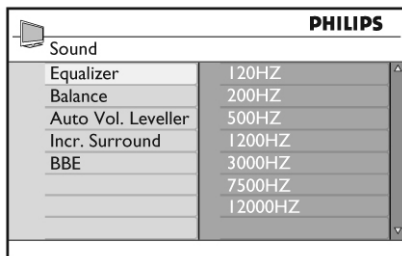 PHILIPS
Sound
Equalizer
Balance
Auto Vol. Leveller
Incr. Surround
BBE
120HZ
200HZ
500HZ
1200HZ
3000HZ
7500HZ
12000HZ